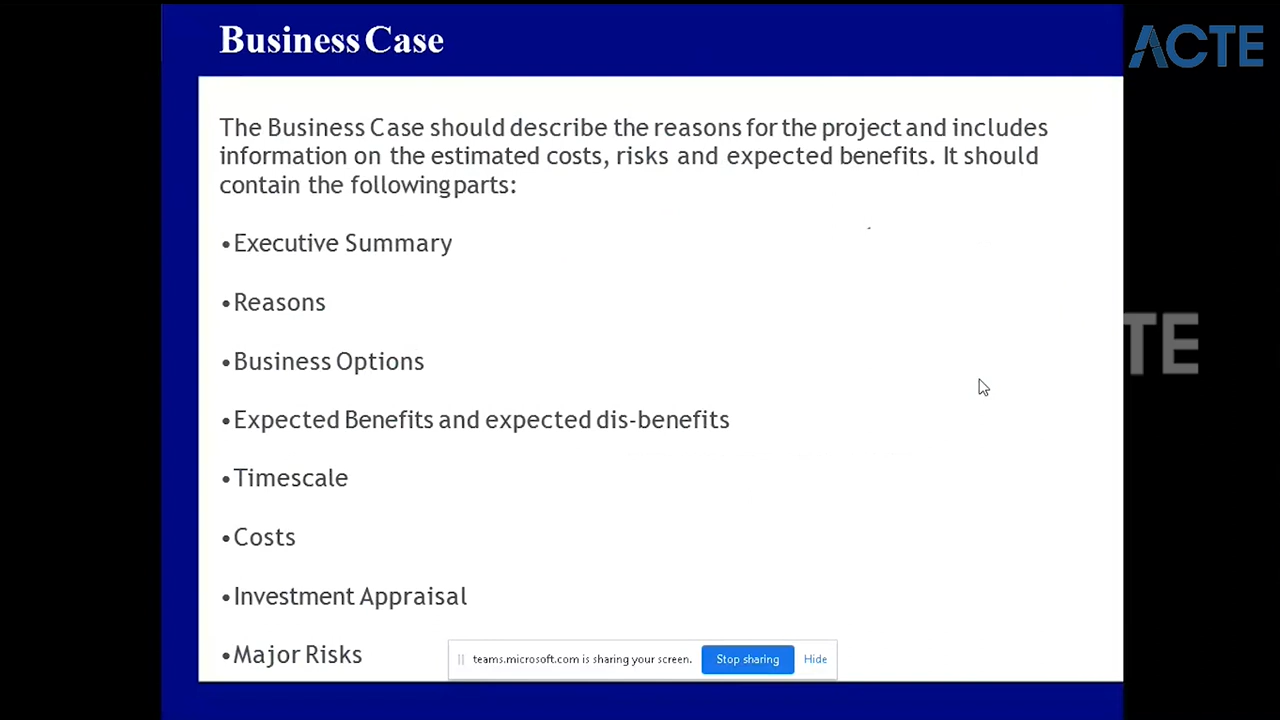 Business Case
ACTE
The Business Case should describe the reasons for the project and includes
information on the estimated costs, risks and expected benefits. It should
contain the following parts:
•Executive Summary
•Reasons
TE
•Business Options
•Expected Benefits and expected dis-benefits
•Timescale
•Costs
•Investment Appraisal
•Major Risks
teams.microsoft.com is sharing your screen. Stop sharing Hide